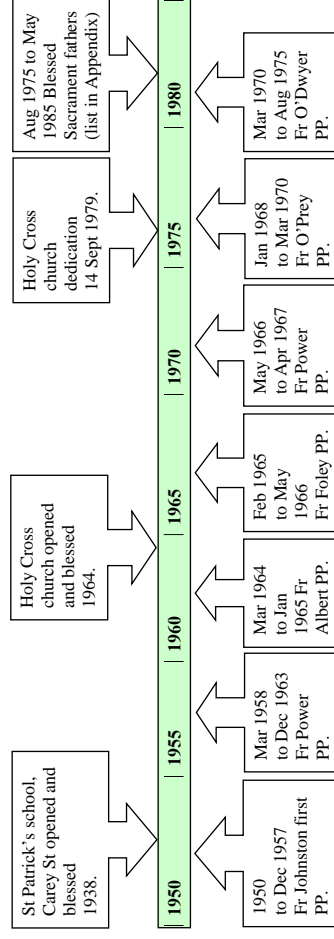 St Patrick's school,
Carey St opened and
blessed
1938.
Holy Cross
church opened
and blessed
1964.
Holy Cross
church
dedication
14 Sept 1979.
Aug 1975 to May
1985 Blessed
Sacrament fathers
(list in Appendix)
1950 | 1955 | 1960 | 1965 | 1970 | 1975 | 1980
1950
to Dec 1957
Fr Johnston first
PP.
Mar 1958
to Dec 1963
Fr Power
PP.
Mar 1964
to Jan
1965 Fr
Albert PP.
Feb 1965
to May
1966
Fr Foley PP.
May 1966
to Apr 1967
Fr Power
PP.
Jan 1968
to Mar 1970
Fr O'Prey
PP.
Mar 1970
to Aug 1975
Fr O'Dwyer
PP.